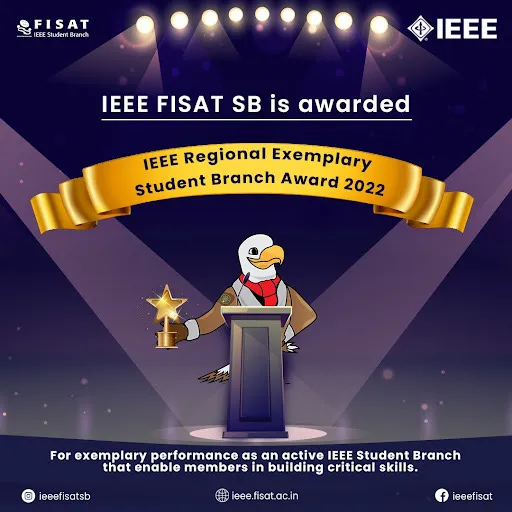 FISAT
IEEE Student Branch
IEEE
IEEE FISAT SB is awarded
IEEE Regional Exemplary
Student Branch Award 2022
For exemplary performance as an active IEEE Student Branch
that enable members in building critical skills.
ieeefisatsb
ieee.fisat.ac.in
ieeefisat